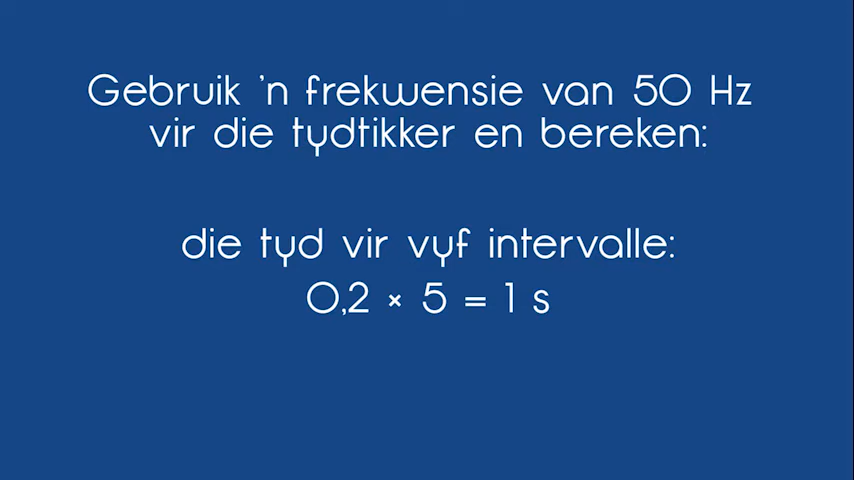 Gebruik 'n frekwensie van 50 Hz
vir die tydtikker en bereken:
die tyd vir vyf intervalle:
0,2 × 5 = 1 s